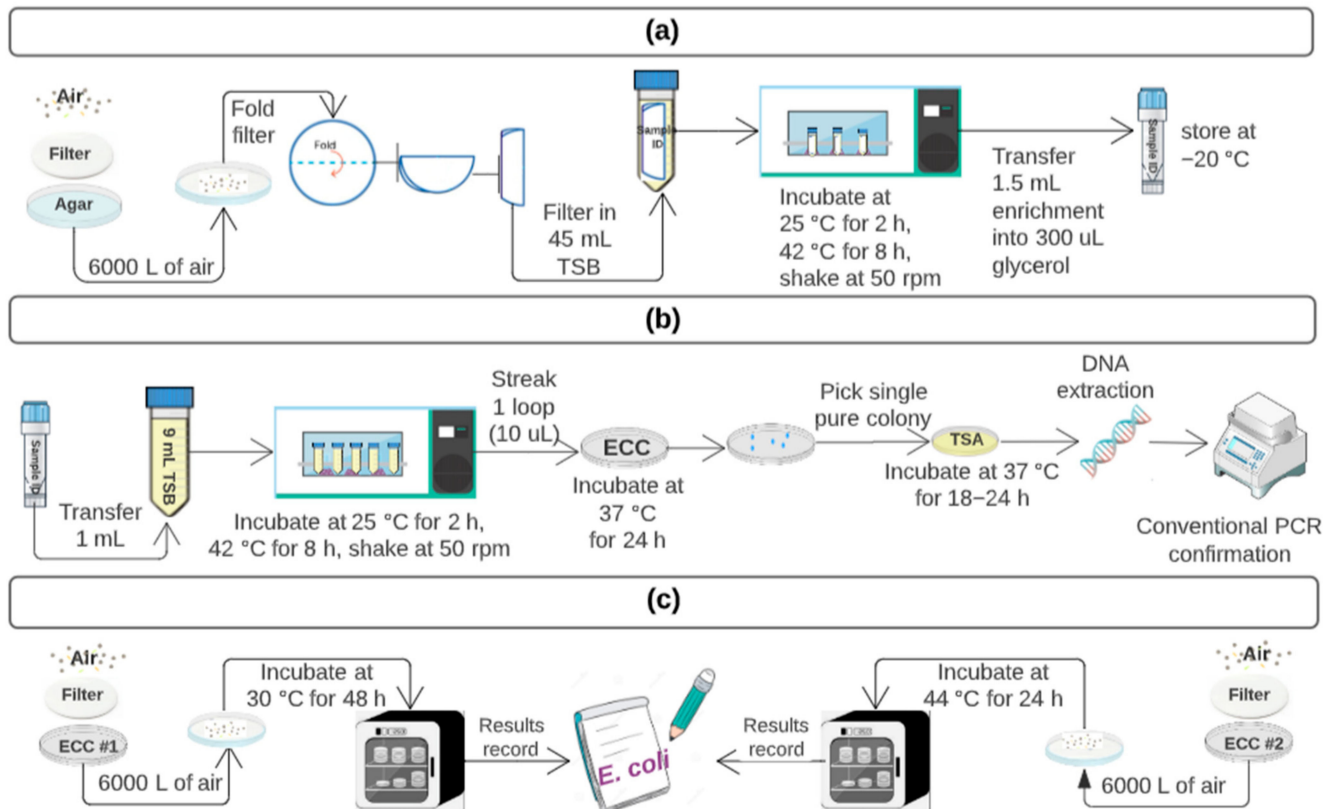 (a)
Air
Filter
Agar
6000 L of air
Fold
filter
Fold
Filter in
45 mL
TSB
Sample
ID
Incubate at
25 °C for 2 h,
42 °C for 8 h,
shake at 50 rpm
Transfer
1.5 mL
enrichment
into 300 uL
glycerol
Sample ID
store at
−20 °C
(b)
Sample ID
Transfer
1 mL
9 mL TSB
Incubate at 25 °C for 2 h,
42 °C for 8 h, shake at 50 rpm
Streak
1 loop
(10 uL)
ECC
Incubate at
37 °C
for 24 h
Pick single
pure colony
TSA
Incubate at 37 °C
for 18−24 h
DNA
extraction
Conventional PCR
confirmation
(c)
Air
Filter
ECC #1
6000 L of air
Incubate at
30 °C for 48 h
Results
record
E. coli
Results
record
Incubate at
44 °C for 24 h
Air
Filter
ECC #2
6000 L of air